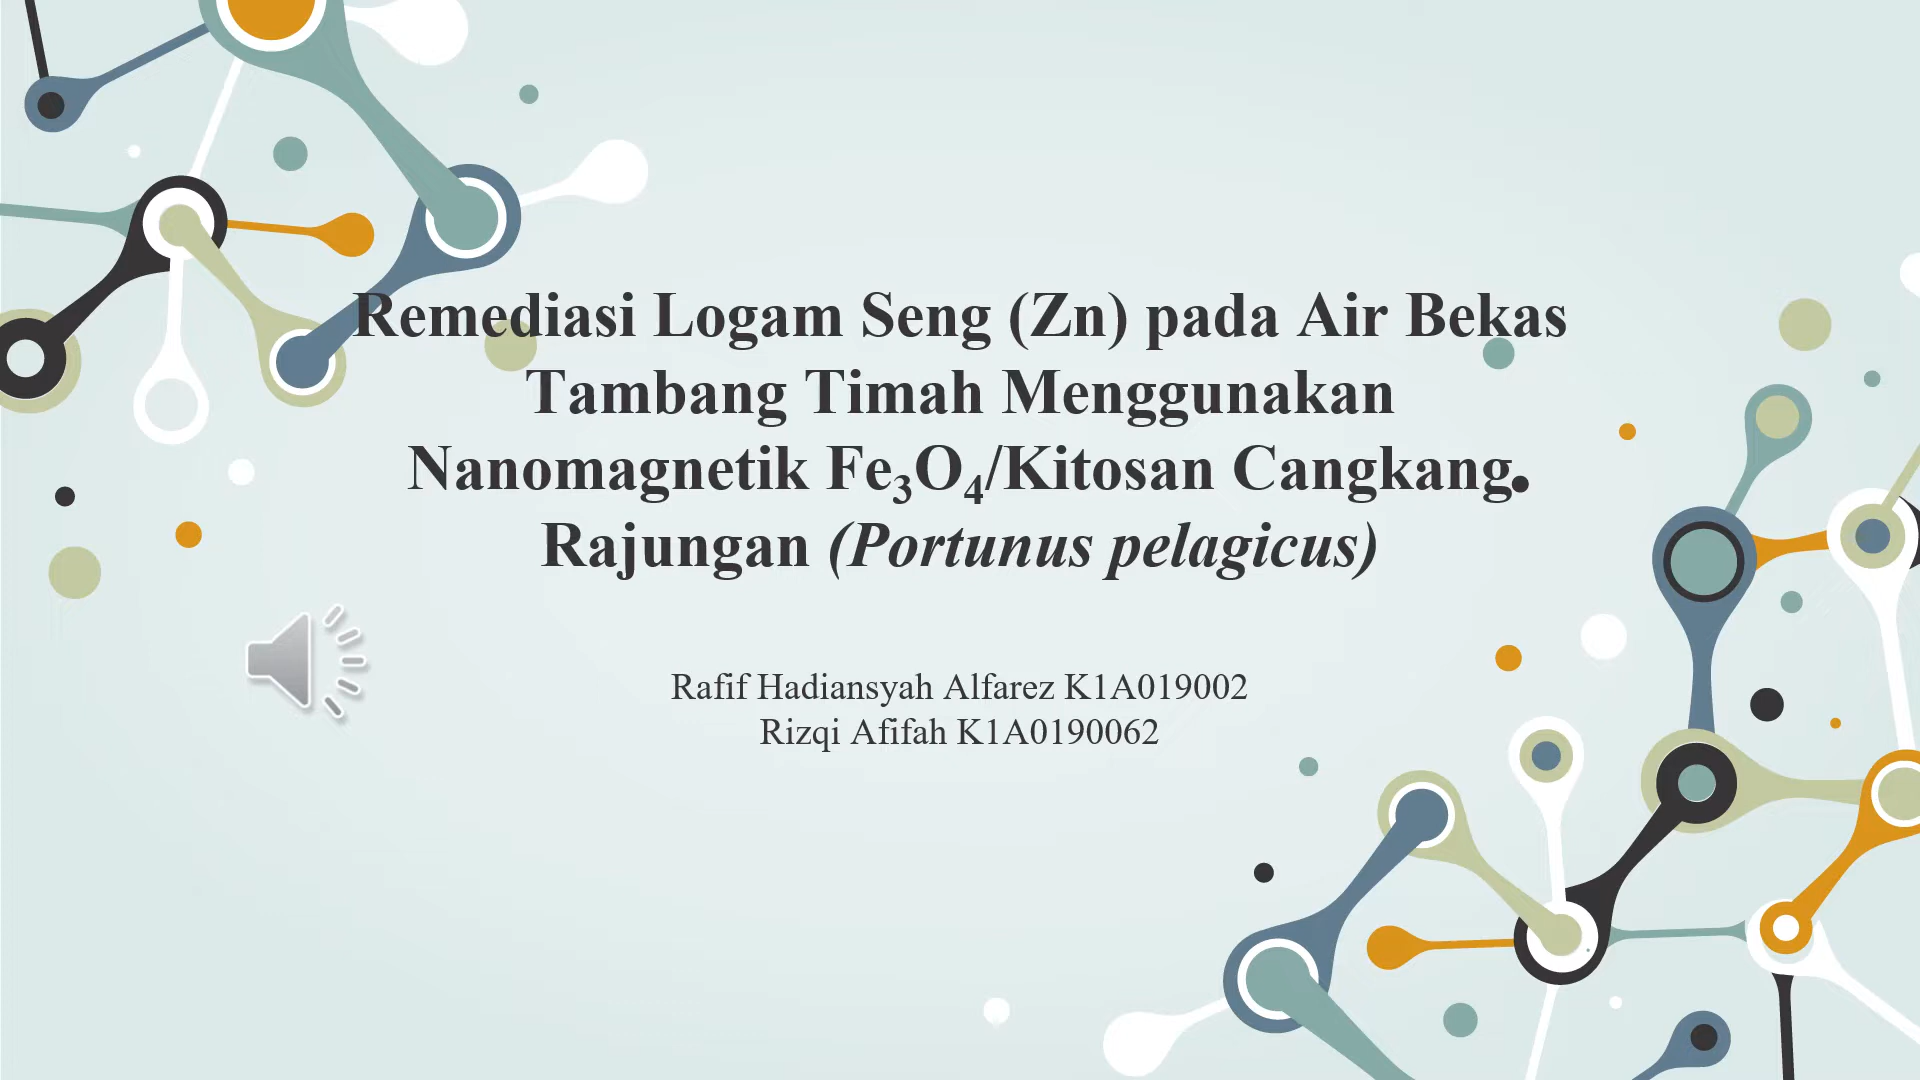 Remediasi Logam Seng (Zn) pada Air Bekas
Tambang Timah Menggunakan
Nanomagnetik Fe₃O₄/Kitosan Cangkang
Rajungan (Portunus pelagicus)
Rafif Hadiansyah Alfarez K1A019002
Rizqi Afifah K1A0190062